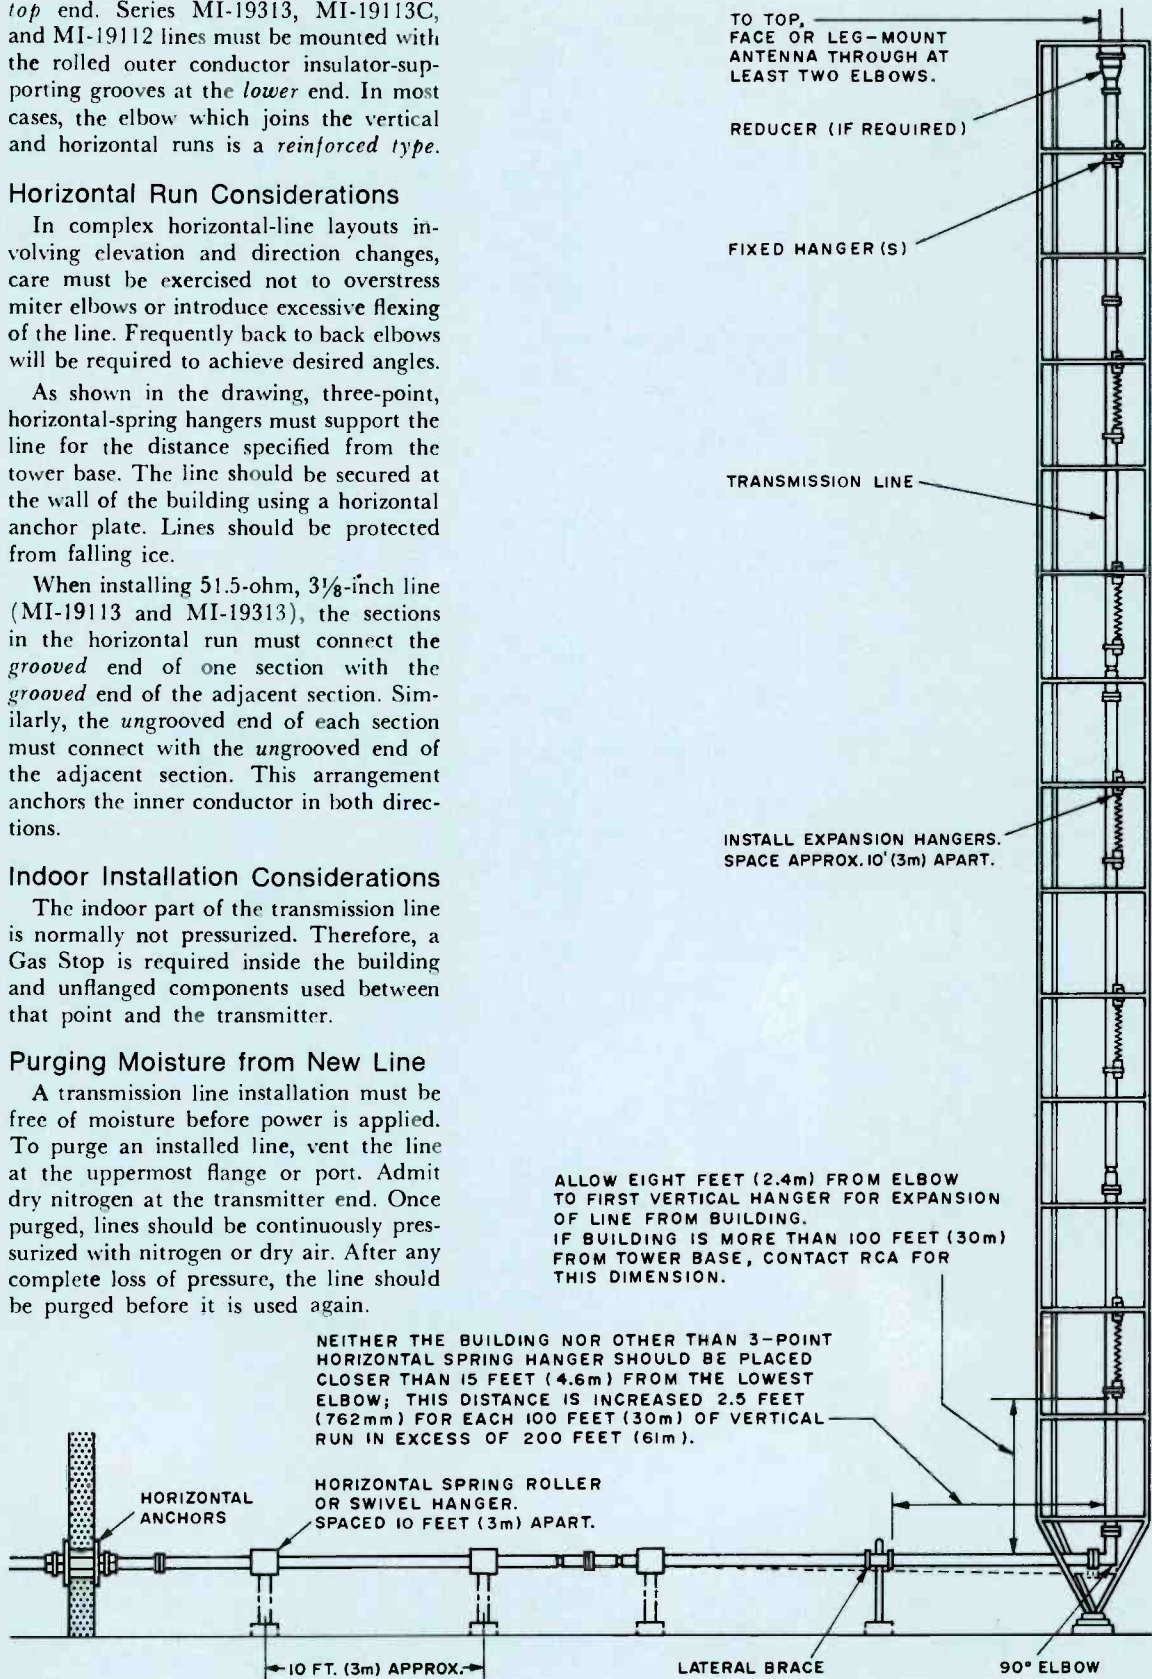 top end. Series MI-19313, MI-19113C,
and MI-19112 lines must be mounted with
the rolled outer conductor insulator-sup-
porting grooves at the lower end. In most
cases, the elbow which joins the vertical
and horizontal runs is a reinforced type.
Horizontal Run Considerations
In complex horizontal-line layouts in-
volving elevation and direction changes,
care must be exercised not to overstress
miter elbows or introduce excessive flexing
of the line. Frequently back to back elbows
will be required to achieve desired angles.
As shown in the drawing, three-point,
horizontal-spring hangers must support the
line for the distance specified from the
tower base. The line should be secured at
the wall of the building using a horizontal
anchor plate. Lines should be protected
from falling ice.
When installing 51.5-ohm, 3⅛-inch line
(MI-19113 and MI-19313), the sections
in the horizontal run must connect the
grooved end of one section with the
grooved end of the adjacent section. Sim-
ilarly, the ungrooved end of each section
must connect with the ungrooved end of
the adjacent section. This arrangement
anchors the inner conductor in both direc-
tions.
Indoor Installation Considerations
The indoor part of the transmission line
is normally not pressurized. Therefore, a
Gas Stop is required inside the building
and unflanged components used between
that point and the transmitter.
Purging Moisture from New Line
A transmission line installation must be
free of moisture before power is applied.
To purge an installed line, vent the line
at the uppermost flange or port. Admit
dry nitrogen at the transmitter end. Once
purged, lines should be continuously pres-
surized with nitrogen or dry air. After any
complete loss of pressure, the line should
be purged before it is used again.
TO TOP,
FACE OR LEG-MOUNT
ANTENNA THROUGH AT
LEAST TWO ELBOWS.
REDUCER (IF REQUIRED)
FIXED HANGER(S)
TRANSMISSION LINE
INSTALL EXPANSION HANGERS.
SPACE APPROX. 10' (3m) APART.
ALLOW EIGHT FEET (2.4m) FROM ELBOW
TO FIRST VERTICAL HANGER FOR EXPANSION
OF LINE FROM BUILDING.
IF BUILDING IS MORE THAN 100 FEET (30m)
FROM TOWER BASE, CONTACT RCA FOR
THIS DIMENSION.
NEITHER THE BUILDING NOR OTHER THAN 3-POINT
HORIZONTAL SPRING HANGER SHOULD BE PLACED
CLOSER THAN 15 FEET (4.6m) FROM THE LOWEST
ELBOW; THIS DISTANCE IS INCREASED 2.5 FEET
(762mm) FOR EACH 100 FEET (30m) OF VERTICAL
RUN IN EXCESS OF 200 FEET (61m).
HORIZONTAL
ANCHORS
HORIZONTAL SPRING ROLLER
OR SWIVEL HANGER.
SPACED 10 FEET (3m) APART.
10 FT. (3m) APPROX.
LATERAL BRACE
90° ELBOW